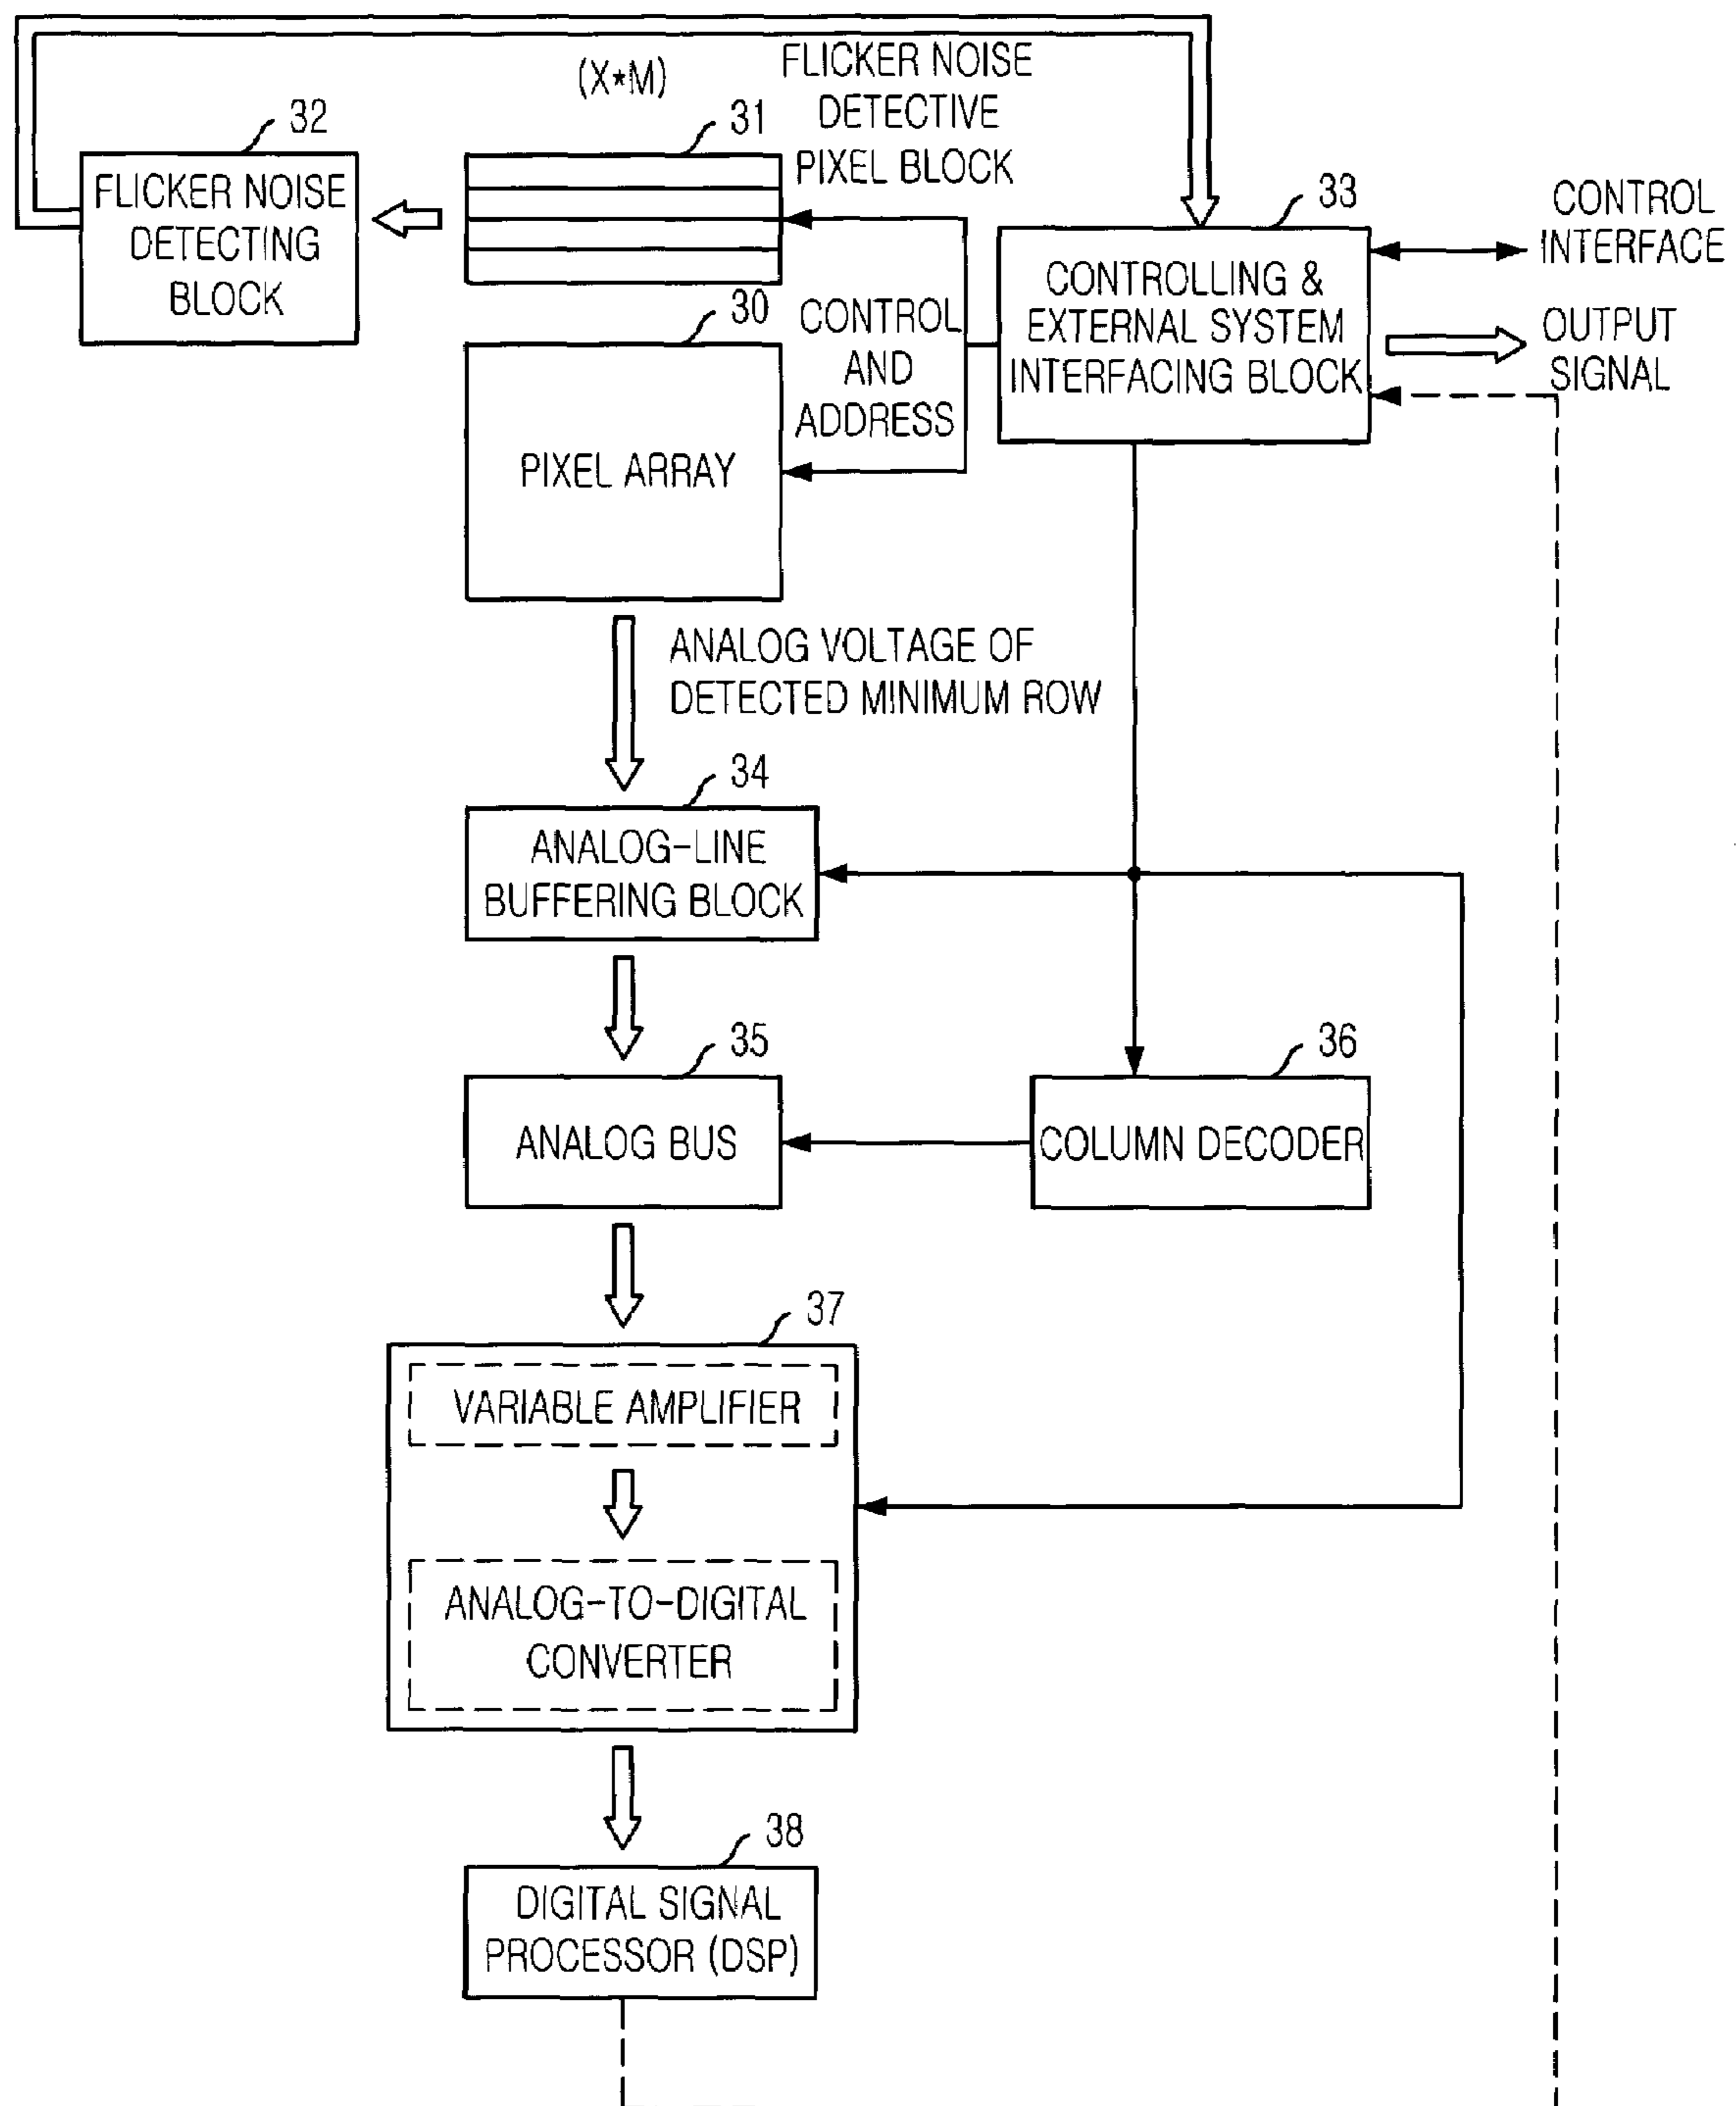 (X*M)
FLICKER NOISE
DETECTIVE
PIXEL BLOCK
32
31
FLICKER NOISE
DETECTING
BLOCK
33
CONTROL
INTERFACE
CONTROLLING &
EXTERNAL SYSTEM
INTERFACING BLOCK
OUTPUT
SIGNAL
30
CONTROL
AND
ADDRESS
PIXEL ARRAY
ANALOG VOLTAGE OF
DETECTED MINIMUM ROW
34
ANALOG-LINE
BUFFERING BLOCK
35
ANALOG BUS
36
COLUMN DECODER
37
VARIABLE AMPLIFIER
ANALOG-TO-DIGITAL
CONVERTER
38
DIGITAL SIGNAL
PROCESSOR (DSP)